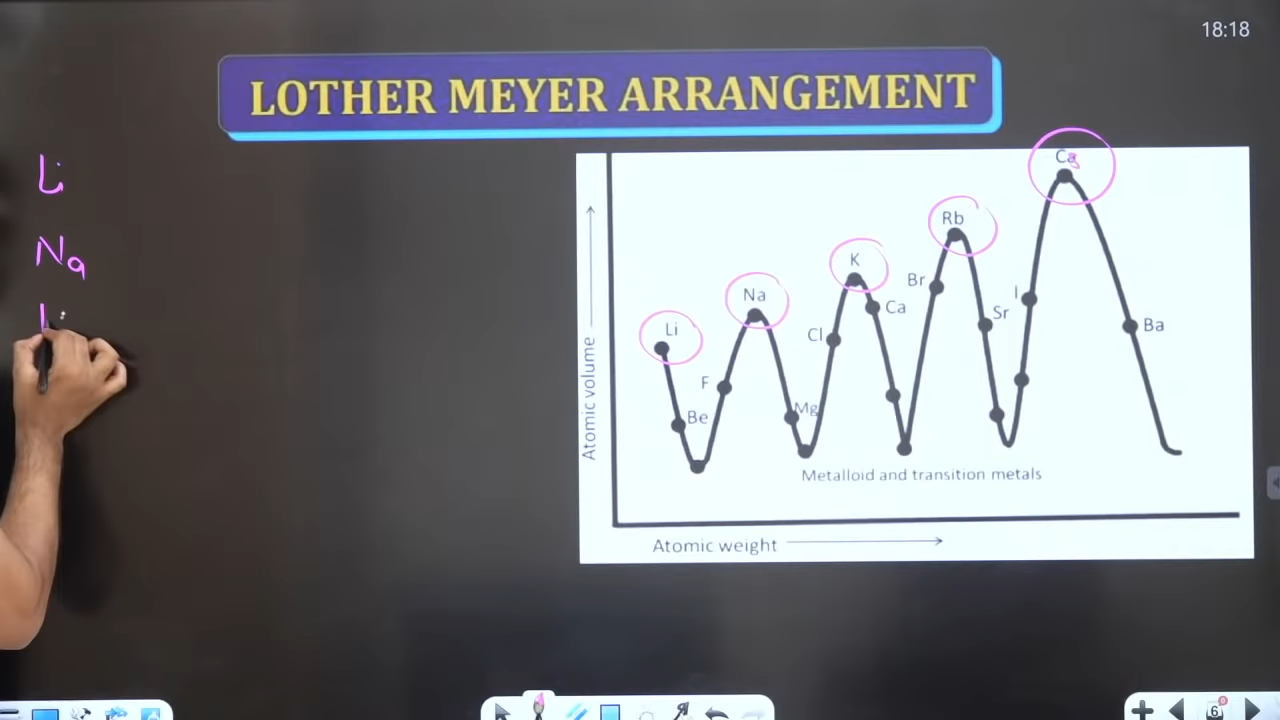 18:18
LOTHER MEYER ARRANGEMENT
Li
Na
Cs
Rb
K
Na
Li
Br
Ca
Cl
Sr
I
Ba
F
Be
Mg
Atomic volume
Metalloid and transition metals
Atomic weight
6